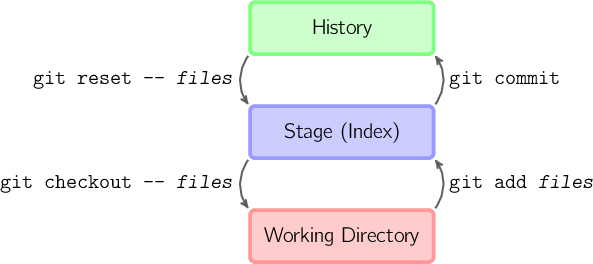 History
git reset -- files
git commit
Stage (Index)
git checkout -- files
git add files
Working Directory